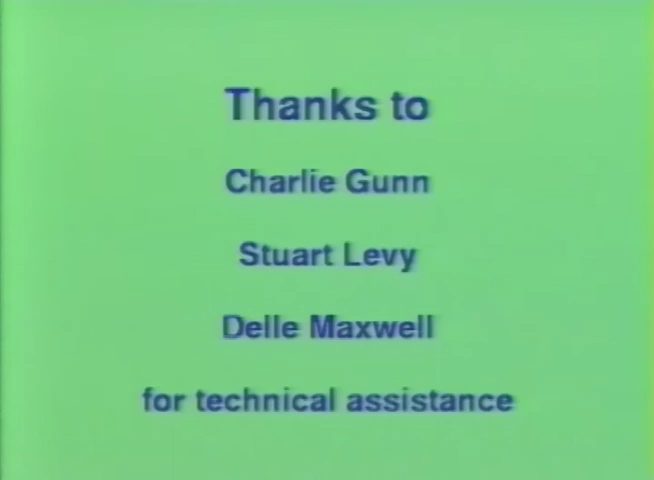 Thanks to
Charlie Gunn
Stuart Levy
Delle Maxwell
for technical assistance